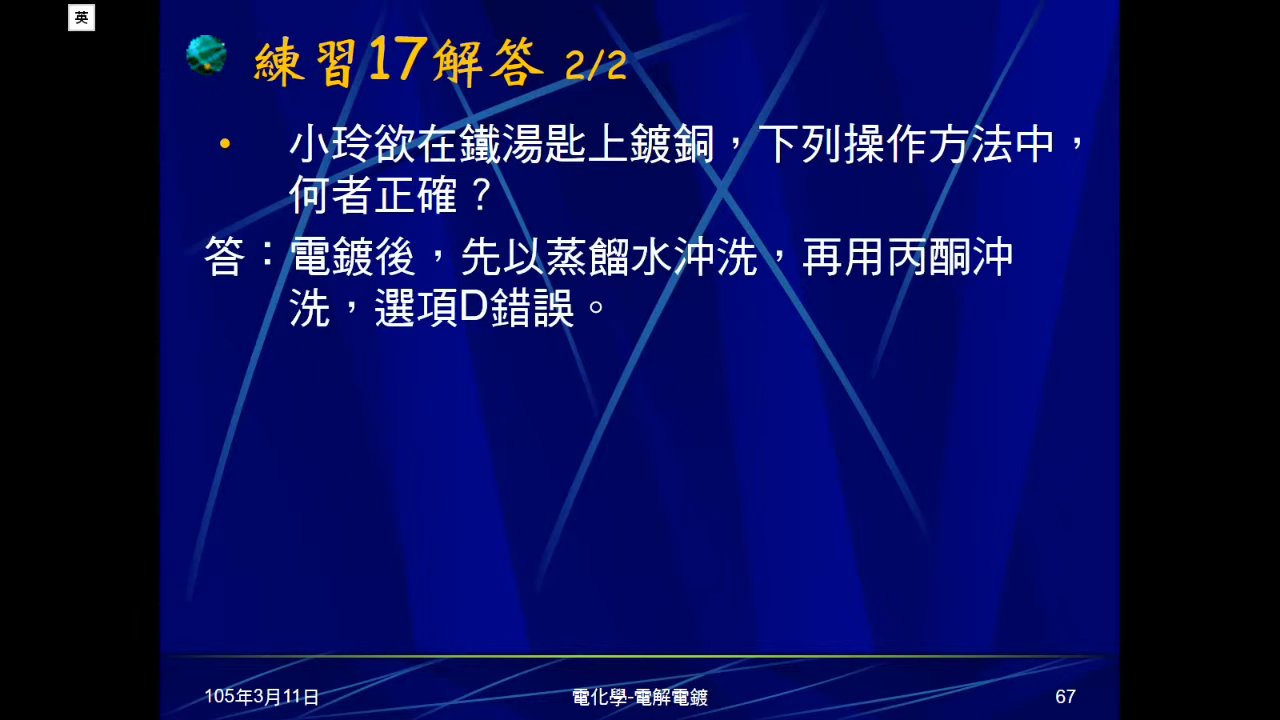 英
練習17解答 2/2
• 小玲欲在鐵湯匙上鍍銅，下列操作方法中，
何者正確？
答：電鍍後，先以蒸餾水沖洗，再用丙酮沖
洗，選項D錯誤。
105年3月11日
電化學-電解電鍍
67